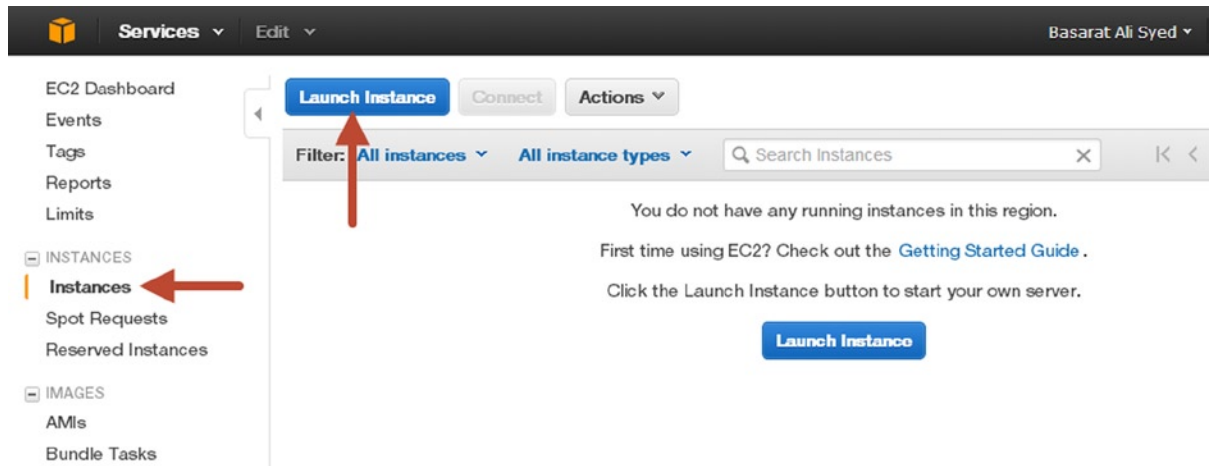 Services Edit Basarat Ali Syed
EC2 Dashboard
Events
Tags
Reports
Limits
INSTANCES
Instances
Spot Requests
Reserved Instances
IMAGES
AMIs
Bundle Tasks
Launch Instance Connect Actions
Filter: All instances All instance types Search Instances
You do not have any running instances in this region.
First time using EC2? Check out the Getting Started Guide .
Click the Launch Instance button to start your own server.
Launch Instance